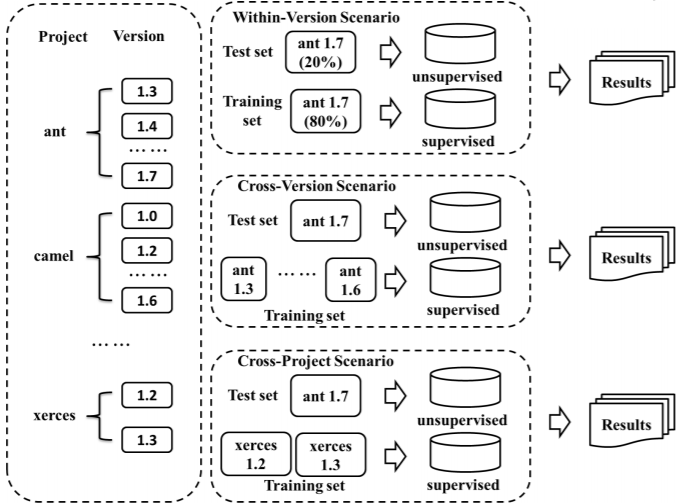 Project Version
ant
1.3
1.4
... ...
1.7
camel
1.0
1.2
... ...
1.6
... ...
xerces
1.2
1.3
Within-Version Scenario
Test set
ant 1.7
(20%)
unsupervised
Training
set
ant 1.7
(80%)
supervised
Results
Cross-Version Scenario
Test set
ant 1.7
unsupervised
ant
1.3
... ...
ant
1.6
Training set
supervised
Results
Cross-Project Scenario
Test set
ant 1.7
unsupervised
xerces
1.2
xerces
1.3
Training set
supervised
Results